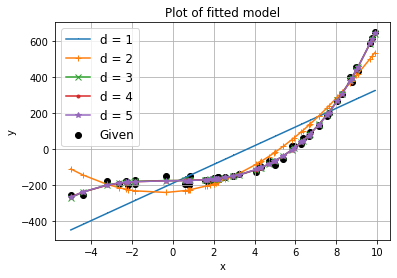 Plot of fitted model
d = 1
d = 2
d = 3
d = 4
d = 5
Given
y
600
400
200
0
−200
−400
−4
−2
0
2
4
6
8
10
x